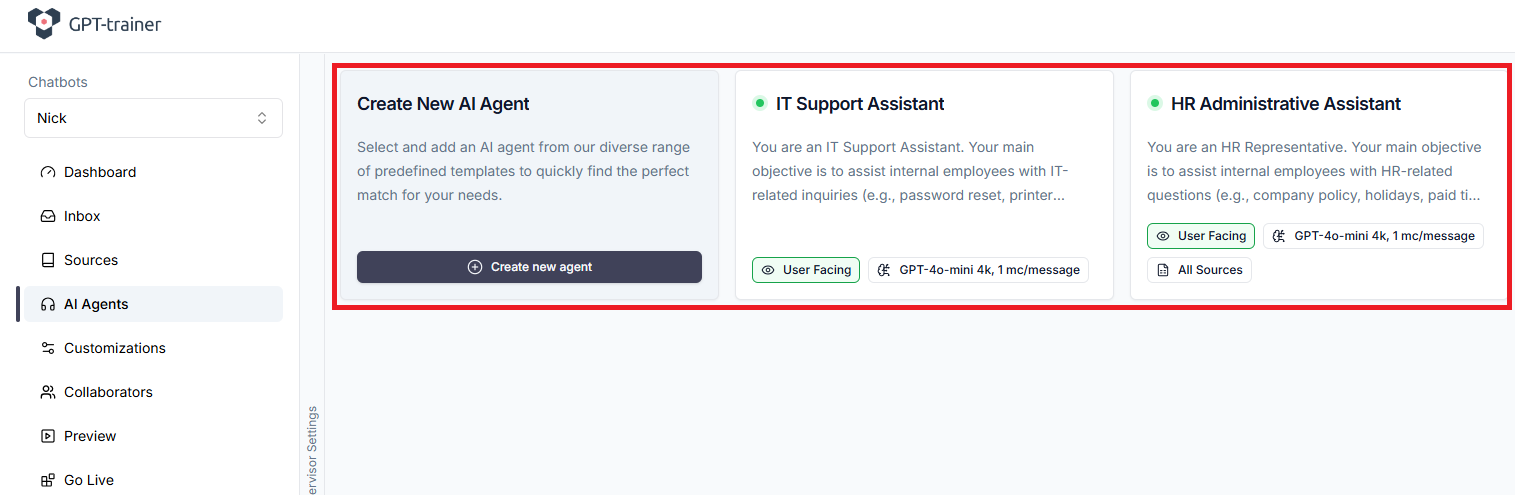 GPT-trainer
Chatbots
Nick
Dashboard
Inbox
Sources
AI Agents
Customizations
Collaborators
Preview
Go Live
ervisor Settings
Create New AI Agent
Select and add an AI agent from our diverse range
of predefined templates to quickly find the perfect
match for your needs.
Create new agent
IT Support Assistant
You are an IT Support Assistant. Your main
objective is to assist internal employees with IT-
related inquiries (e.g., password reset, printer...
User Facing
GPT-4o-mini 4k, 1 mc/message
HR Administrative Assistant
You are an HR Representative. Your main objective
is to assist internal employees with HR-related
questions (e.g., company policy, holidays, paid ti...
User Facing
GPT-4o-mini 4k, 1 mc/message
All Sources